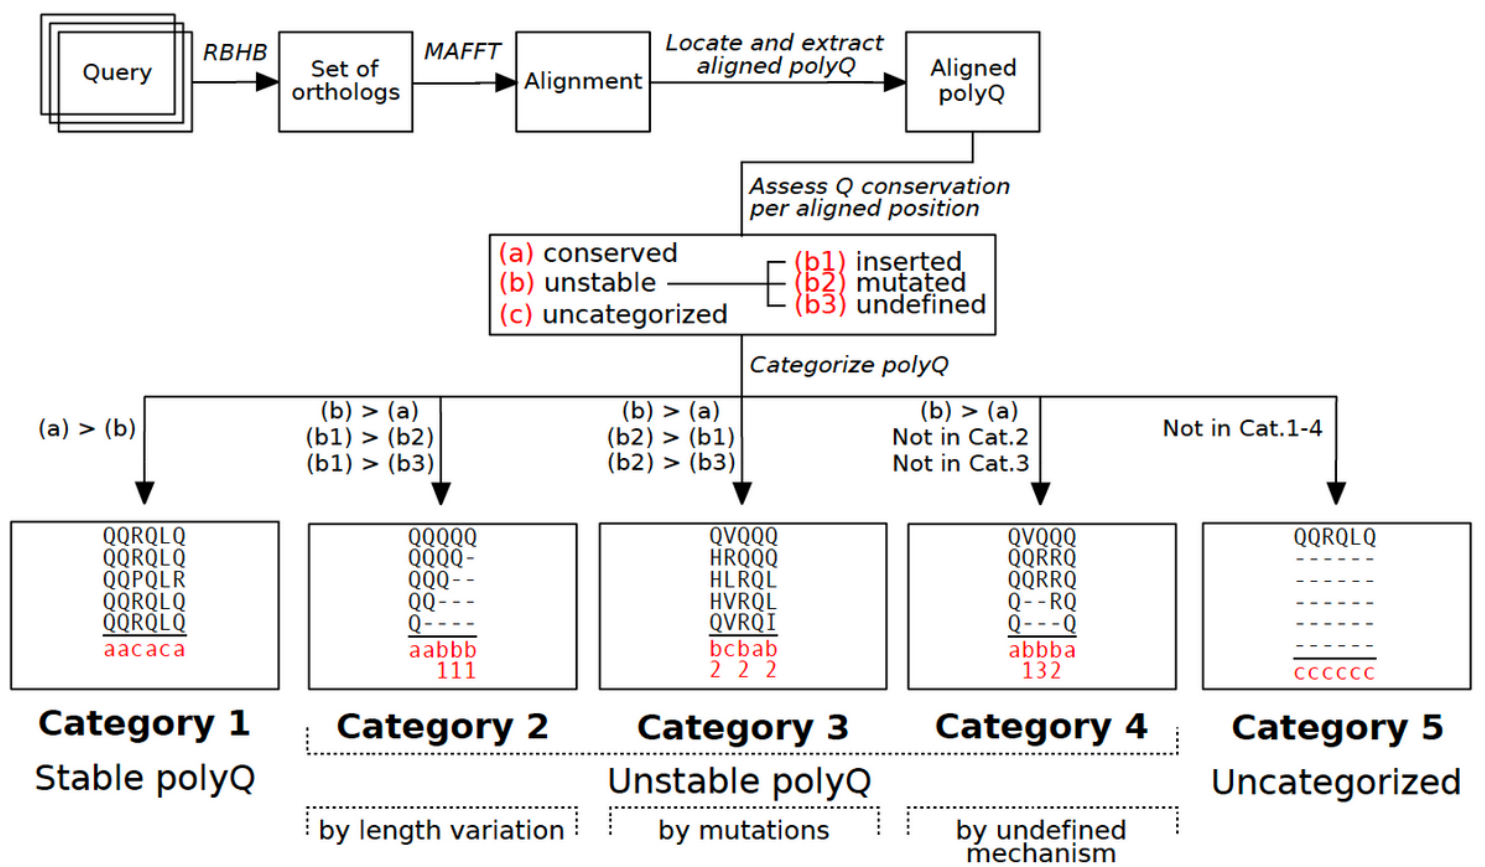 Query
RBHB
Set of
orthologs
MAFFT
Alignment
Locate and extract
aligned polyQ
Aligned
polyQ
Assess Q conservation
per aligned position
(a) conserved
(b) unstable
(c) uncategorized
(b1) inserted
(b2) mutated
(b3) undefined
Categorize polyQ
(a) > (b)
(b) > (a)
(b1) > (b2)
(b1) > (b3)
(b) > (a)
(b2) > (b1)
(b2) > (b3)
(b) > (a)
Not in Cat.2
Not in Cat.3
Not in Cat.1-4
QQRQLQ
QQRQLQ
QQPQLR
QQRQLQ
QQRQLQ
aacaca
QQQQQ
QQQQ-
QQQ--
QQ---
Q----
aabbb
111
QVQQQ
HRQQQ
HLRQL
HVRQL
QVRQI
bcbab
2 2 2
QVQQQ
QQRRQ
QQRRQ
Q--RQ
Q---Q
abbba
132
QQRQLQ
------
------
------
------
------
cccccc
Category 1
Category 2
Category 3
Category 4
Category 5
Stable polyQ
Unstable polyQ
Uncategorized
by length variation
by mutations
by undefined
mechanism